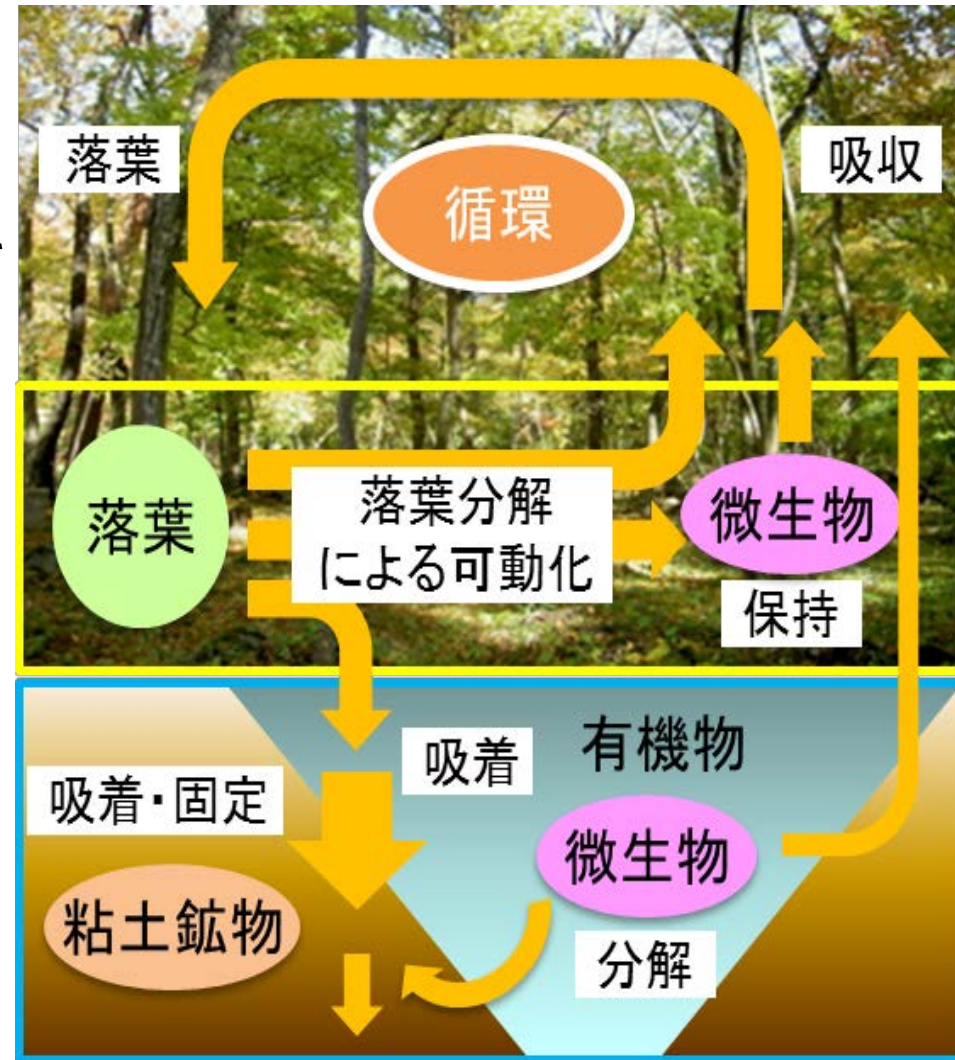 落葉
吸収
循環
落葉
落葉分解
による可動化
微生物
保持
有機物
吸着
吸着・固定
微生物
粘土鉱物
分解